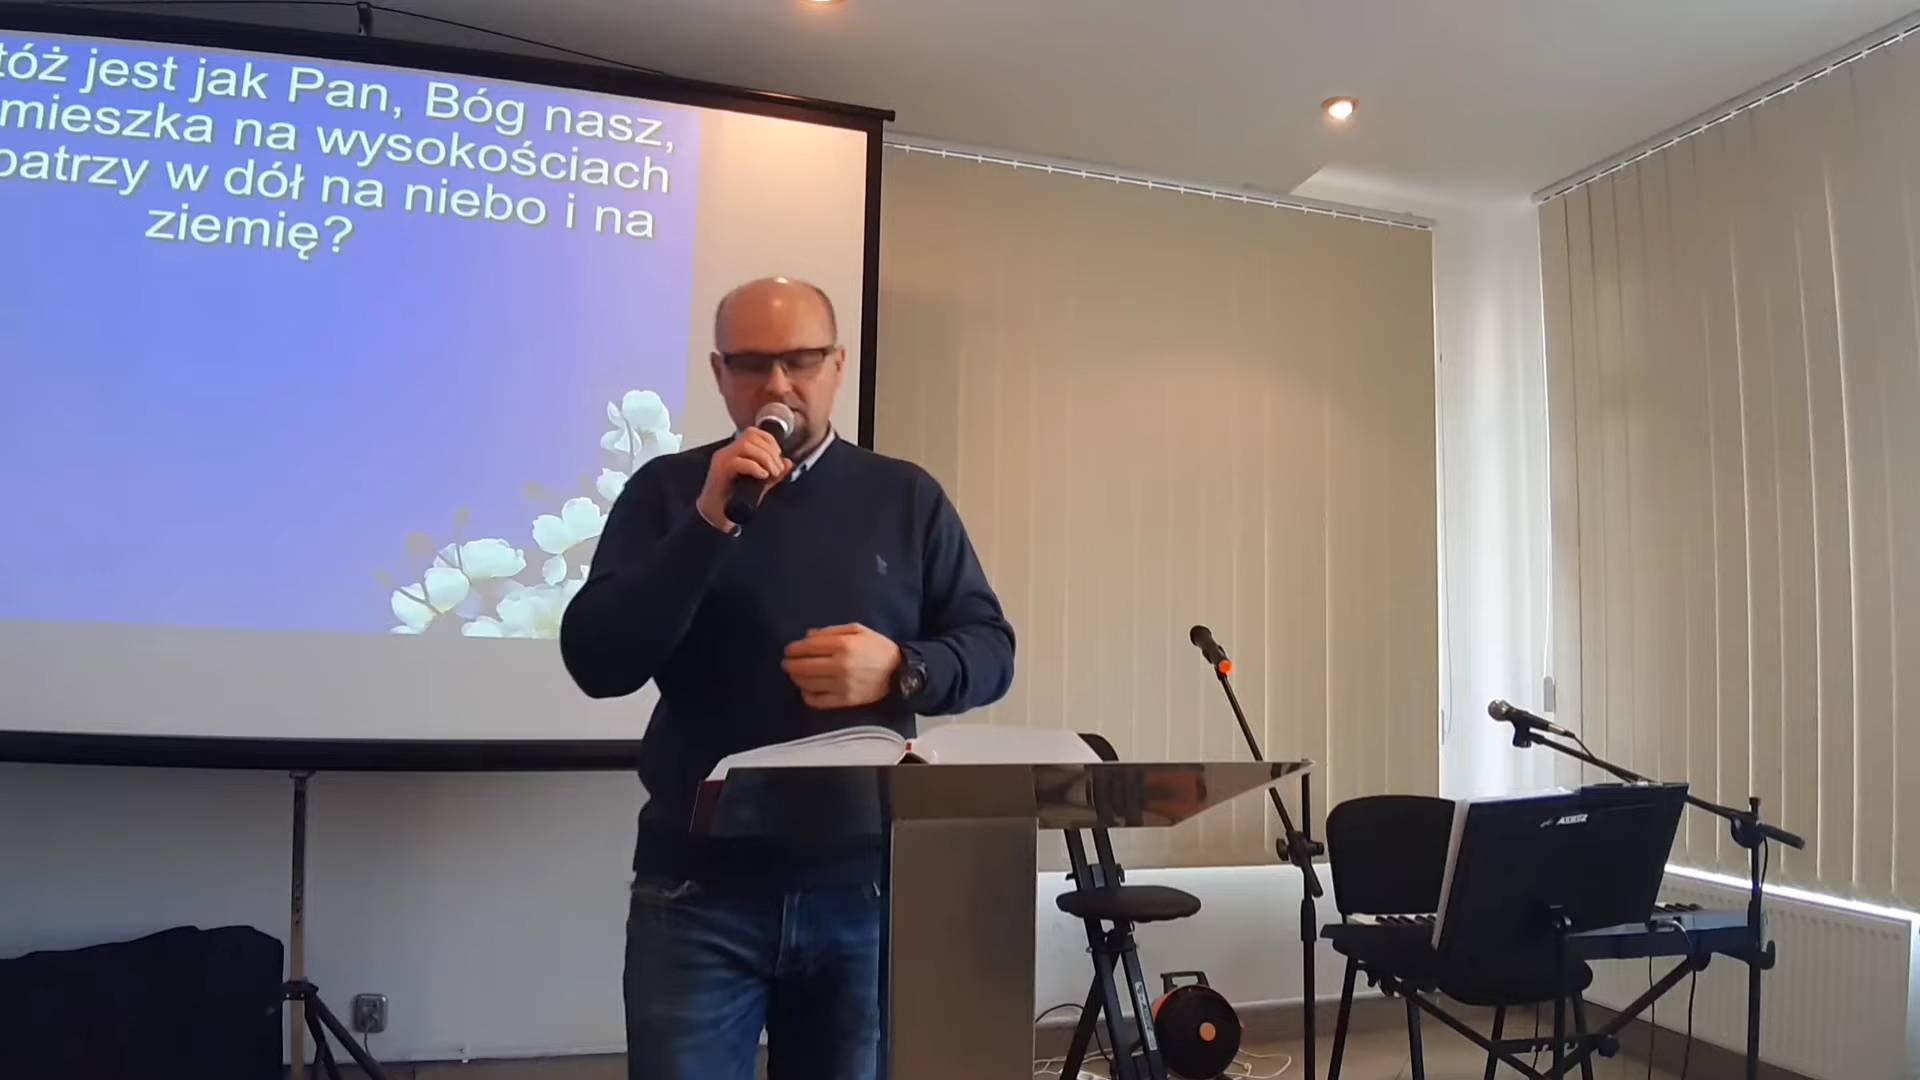 tóż jest jak Pan, Bóg nasz,
mieszka na wysokościach
patrzy w dół na niebo i na
ziemię?